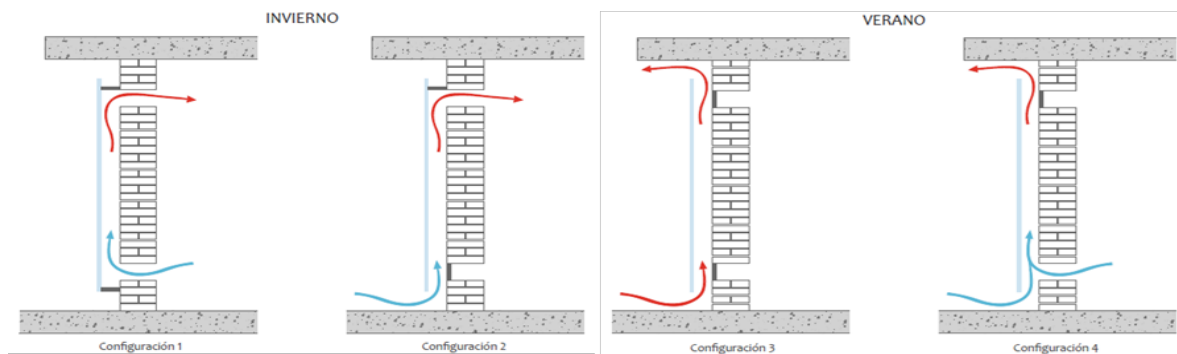 INVIERNO
VERANO
Configuración 1
Configuración 2
Configuración 3
Configuración 4